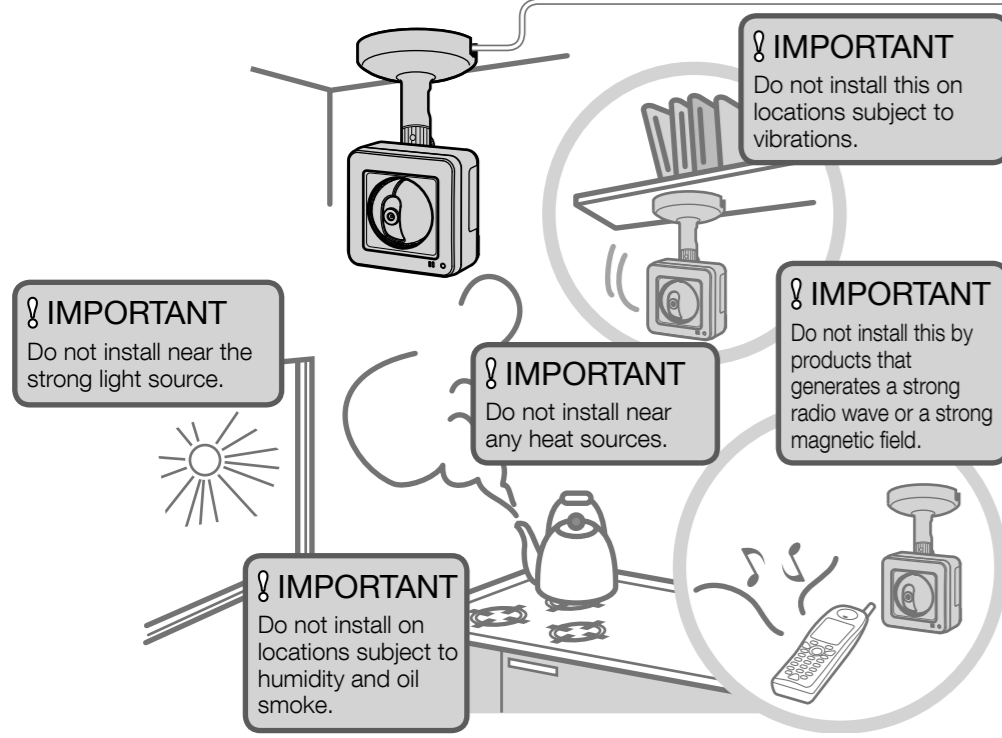 IMPORTANT
Do not install this on
locations subject to
vibrations.
IMPORTANT
Do not install near the
strong light source.
IMPORTANT
Do not install near
any heat sources.
IMPORTANT
Do not install this by
products that
generates a strong
radio wave or a strong
magnetic field.
IMPORTANT
Do not install on
locations subject to
humidity and oil
smoke.